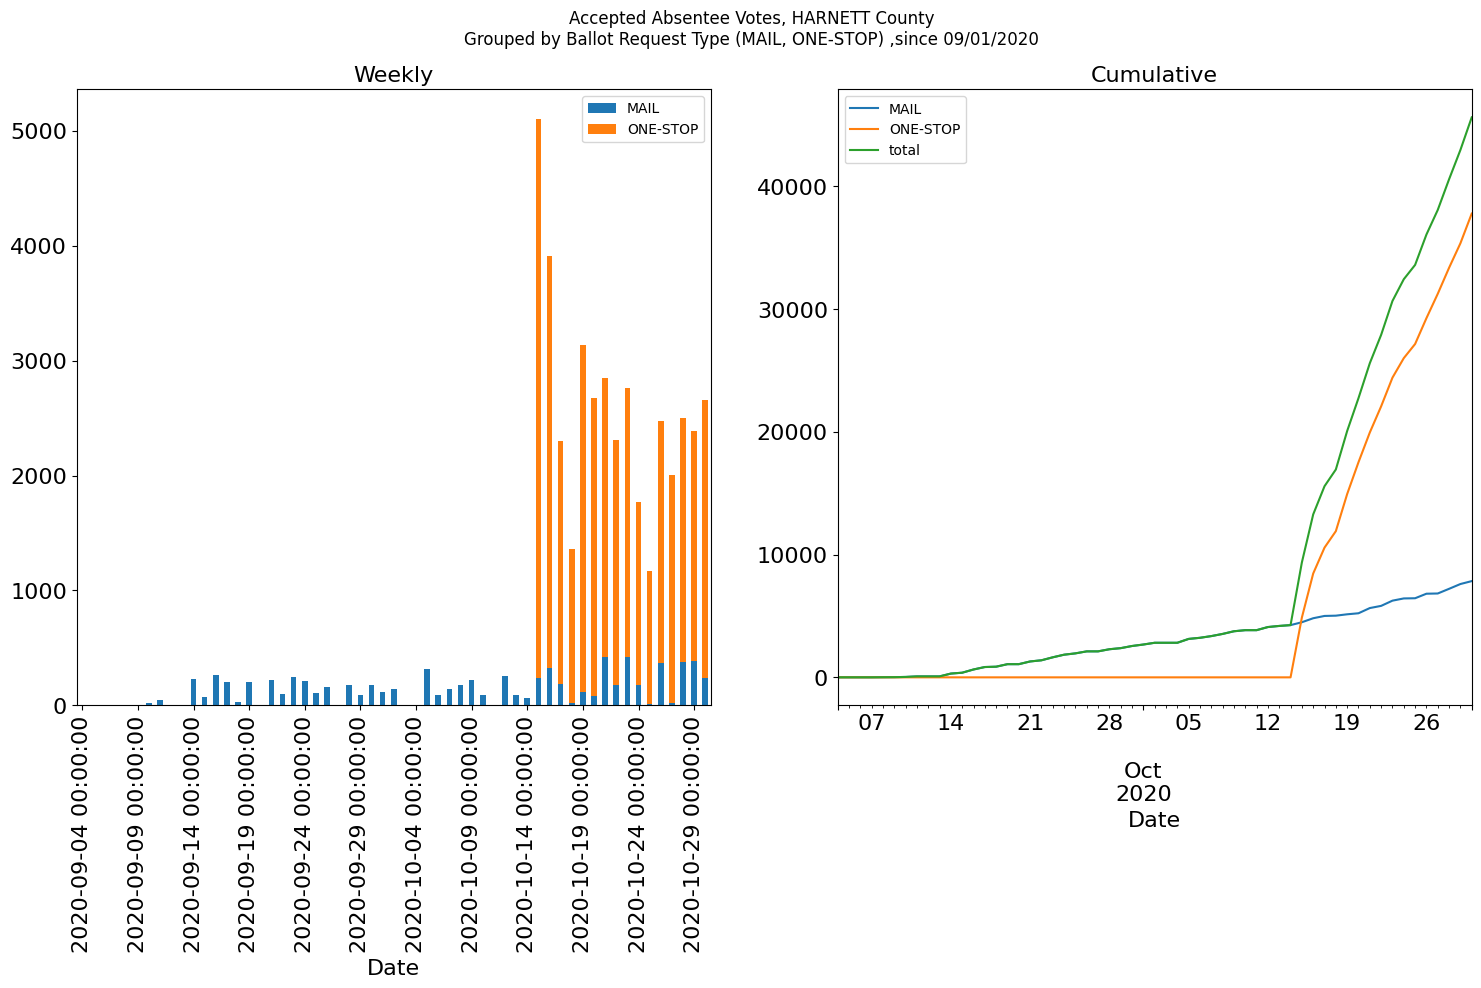 Accepted Absentee Votes, HARNETT County
Grouped by Ballot Request Type (MAIL, ONE-STOP) ,since 09/01/2020
Weekly
MAIL
ONE-STOP
5000
4000
3000
2000
1000
0
2020-09-04 00:00:00
2020-09-09 00:00:00
2020-09-14 00:00:00
2020-09-19 00:00:00
2020-09-24 00:00:00
2020-09-29 00:00:00
2020-10-04 00:00:00
2020-10-09 00:00:00
2020-10-14 00:00:00
2020-10-19 00:00:00
2020-10-24 00:00:00
2020-10-29 00:00:00
Date
Cumulative
MAIL
ONE-STOP
total
40000
30000
20000
10000
0
07 14 21 28 05 12 19 26
Oct
2020
Date